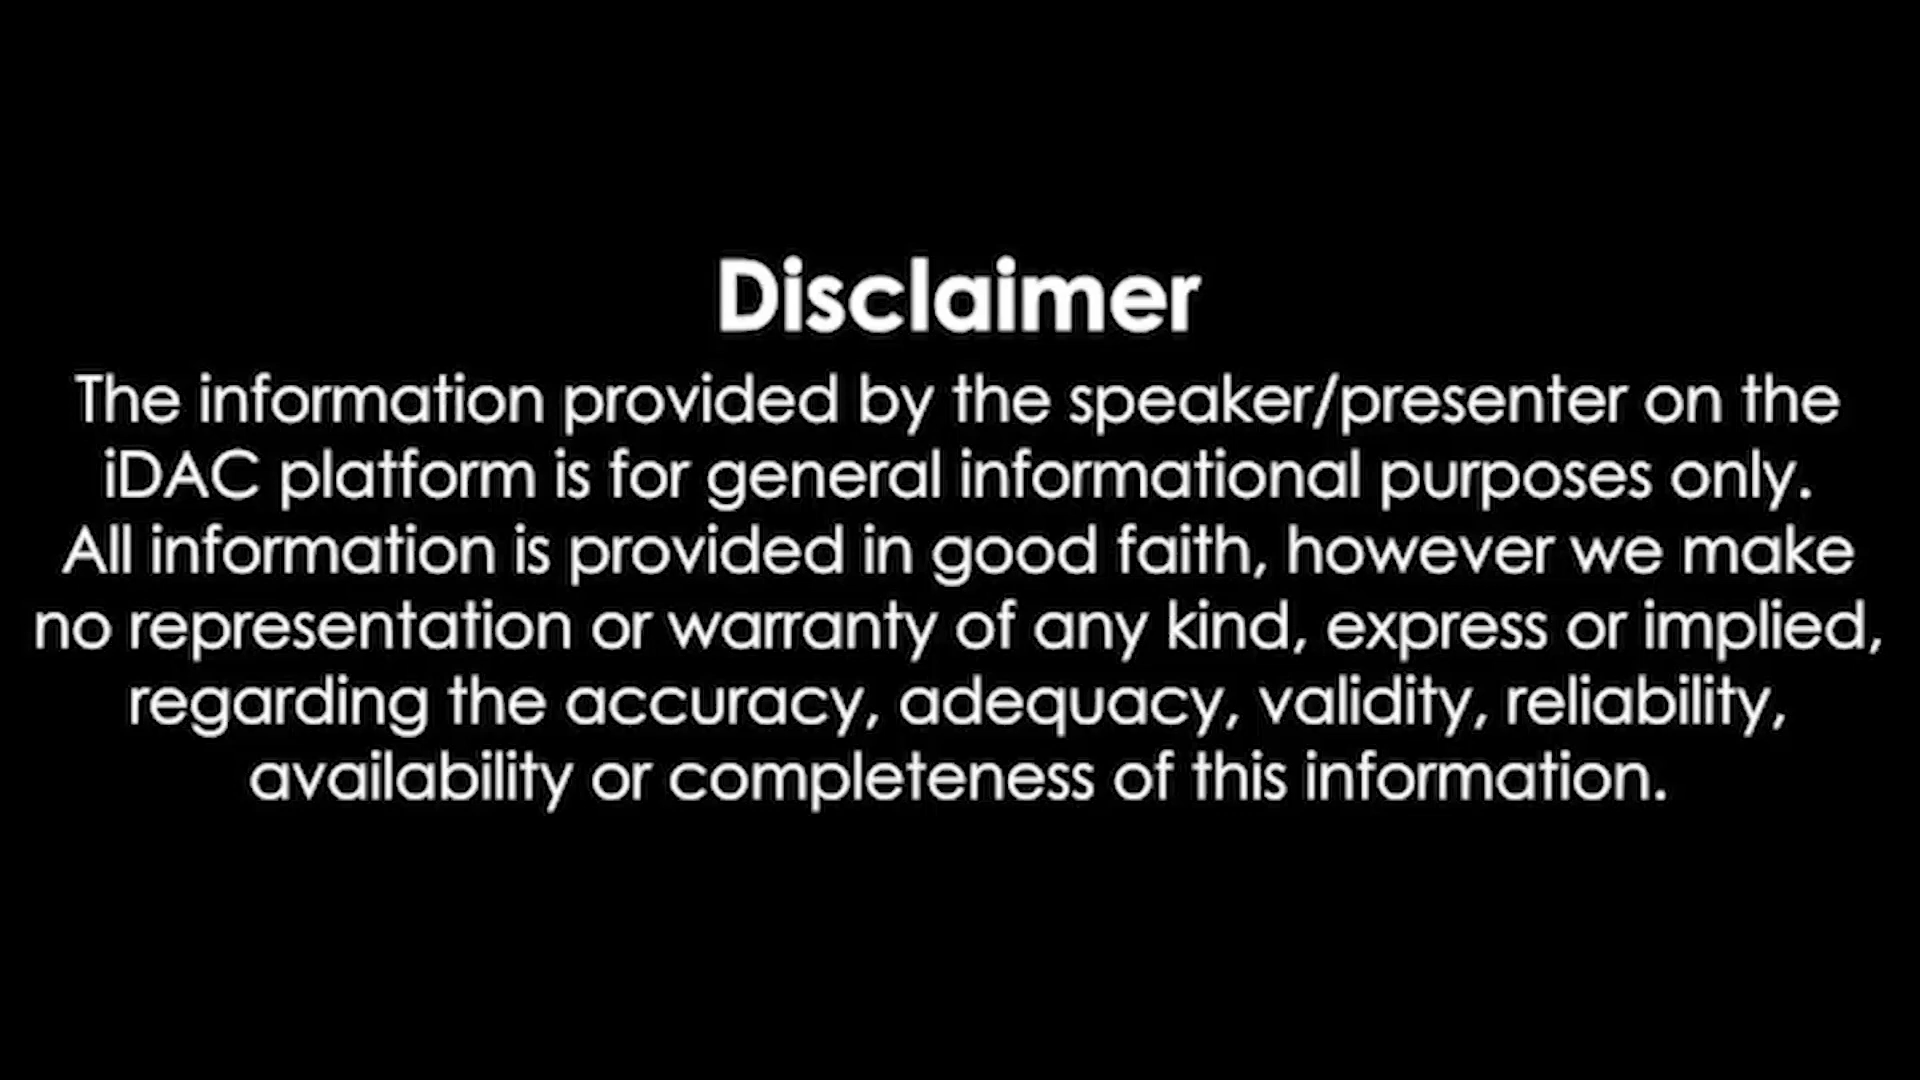 Disclaimer
The information provided by the speaker/presenter on the
iDAC platform is for general informational purposes only.
All information is provided in good faith, however we make
no representation or warranty of any kind, express or implied,
regarding the accuracy, adequacy, validity, reliability,
availability or completeness of this information.